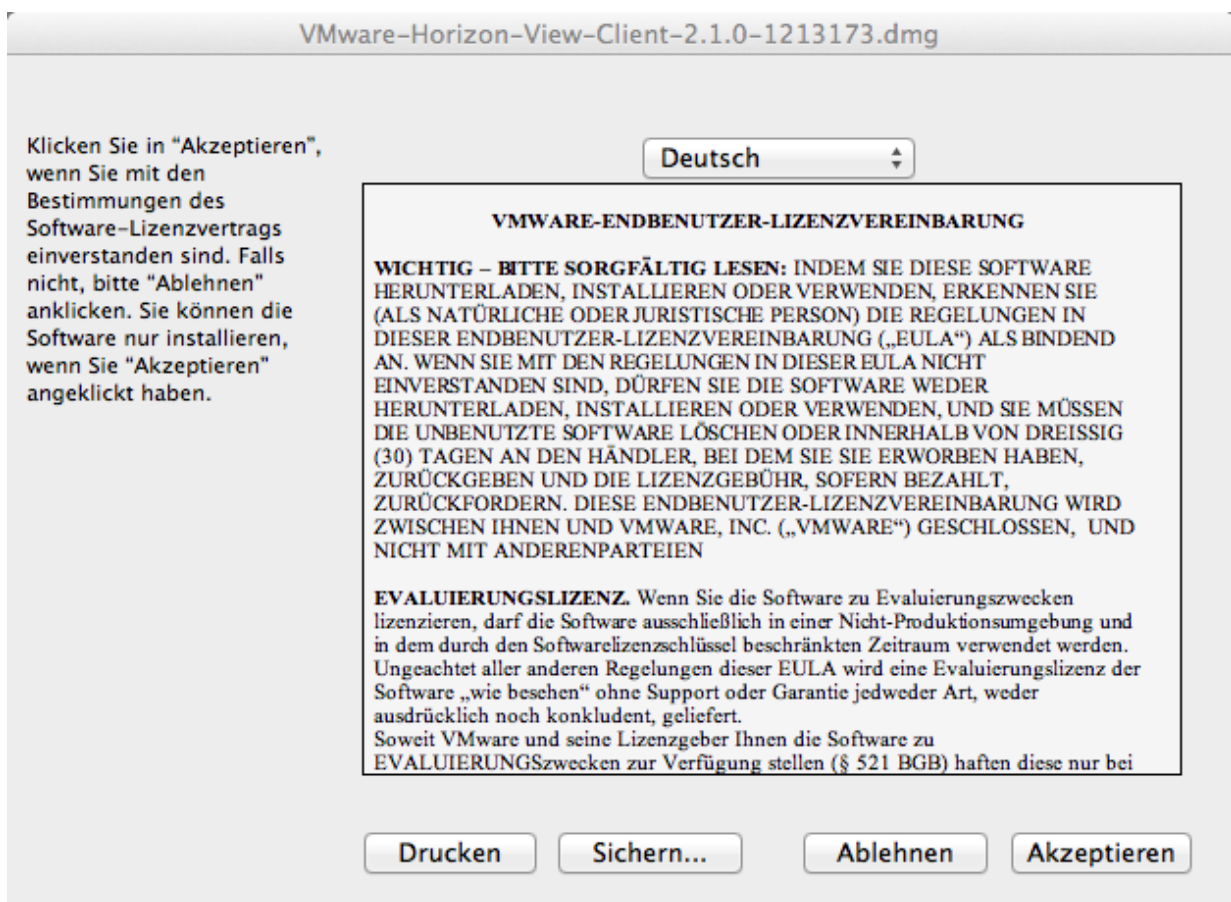 VMware-Horizon-View-Client-2.1.0-1213173.dmg
Klicken Sie in “Akzeptieren”,
wenn Sie mit den
Bestimmungen des
Software-Lizenzvertrags
einverstanden sind. Falls
nicht, bitte “Ablehnen”
anklicken. Sie können die
Software nur installieren,
wenn Sie “Akzeptieren”
angeklickt haben.
Deutsch
VMWARE-ENDBENUTZER-LIZENZVEREINBARUNG
WICHTIG – BITTE SORGFÄLTIG LESEN: INDEM SIE DIESE SOFTWARE
HERUNTERLADEN, INSTALLIEREN ODER VERWENDEN, ERKENNEN SIE
(ALS NATÜRLICHE ODER JURISTISCHE PERSON) DIE REGELUNGEN IN
DIESER ENDBENUTZER-LIZENZVEREINBARUNG („EULA“) ALS BINDEND
AN. WENN SIE MIT DEN REGELUNGEN IN DIESER EULA NICHT
EINVERSTANDEN SIND, DÜRFEN SIE DIE SOFTWARE WEDER
HERUNTERLADEN, INSTALLIEREN ODER VERWENDEN, UND SIE MÜSSEN
DIE UNBENUTZTE SOFTWARE LÖSCHEN ODER INNERHALB VON DREISSIG
(30) TAGEN AN DEN HÄNDLER, BEI DEM SIE SIE ERWORBEN HABEN,
ZURÜCKGEBEN UND DIE LIZENZGEBÜHR, SOFERN BEZAHLT,
ZURÜCKFORDERN. DIESE ENDBENUTZER-LIZENZVEREINBARUNG WIRD
ZWISCHEN IHNEN UND VMWARE, INC. („VMWARE“) GESCHLOSSEN, UND
NICHT MIT ANDERENPARTEIEN
EVALUIERUNGSLIZENZ. Wenn Sie die Software zu Evaluierungszwecken
lizenzieren, darf die Software ausschließlich in einer Nicht-Produktionsumgebung und
in dem durch den Softwarelizenzschlüssel beschränkten Zeitraum verwendet werden.
Ungeachtet aller anderen Regelungen dieser EULA wird eine Evaluierungslizenz der
Software „wie besehen“ ohne Support oder Garantie jedweder Art, weder
ausdrücklich noch konkludent, geliefert.
Soweit VMware und seine Lizenzgeber Ihnen die Software zu
EVALUIERUNGSzwecken zur Verfügung stellen (§ 521 BGB) haften diese nur bei
Drucken
Sichern...
Ablehnen
Akzeptieren